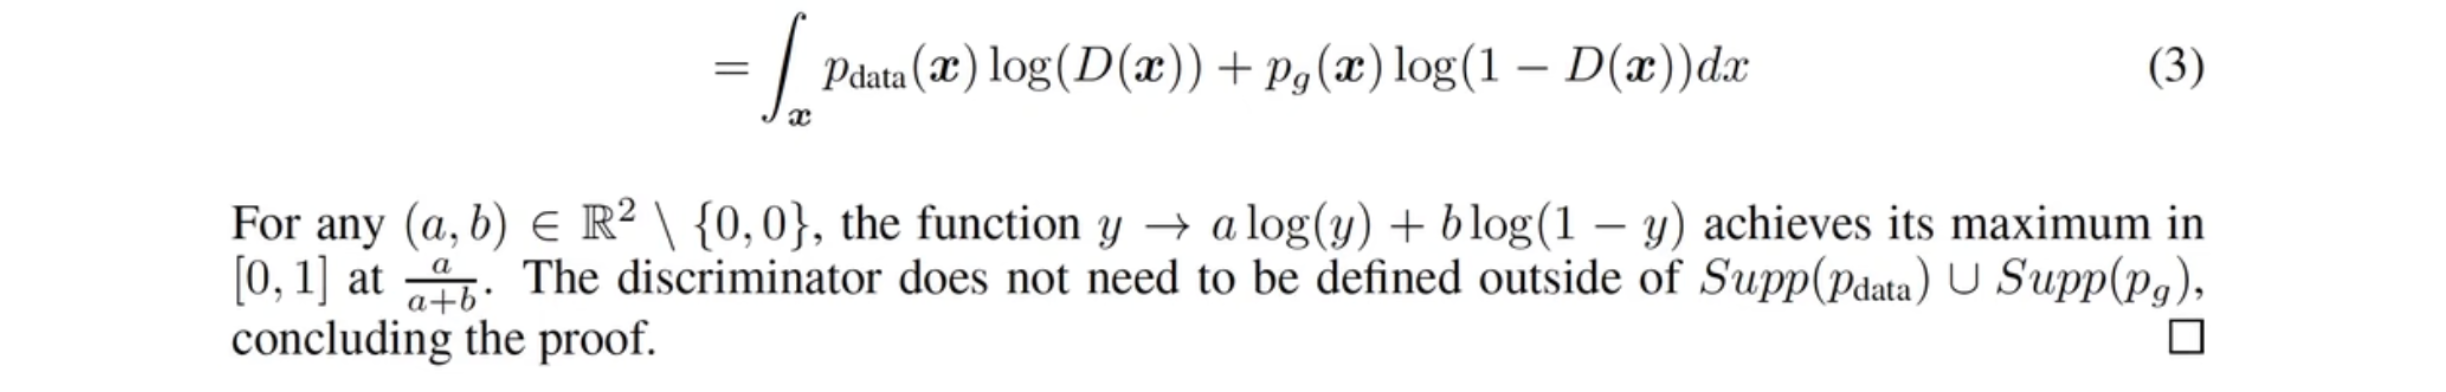 = ∫ₓ p_data(x) log(D(x)) + p_g(x) log(1 − D(x))dx (3)
For any (a, b) ∈ ℝ² \ {0, 0}, the function y → a log(y) + b log(1 − y) achieves its maximum in
[0, 1] at a/(a+b). The discriminator does not need to be defined outside of Supp(p_data) ∪ Supp(p_g),
concluding the proof. □